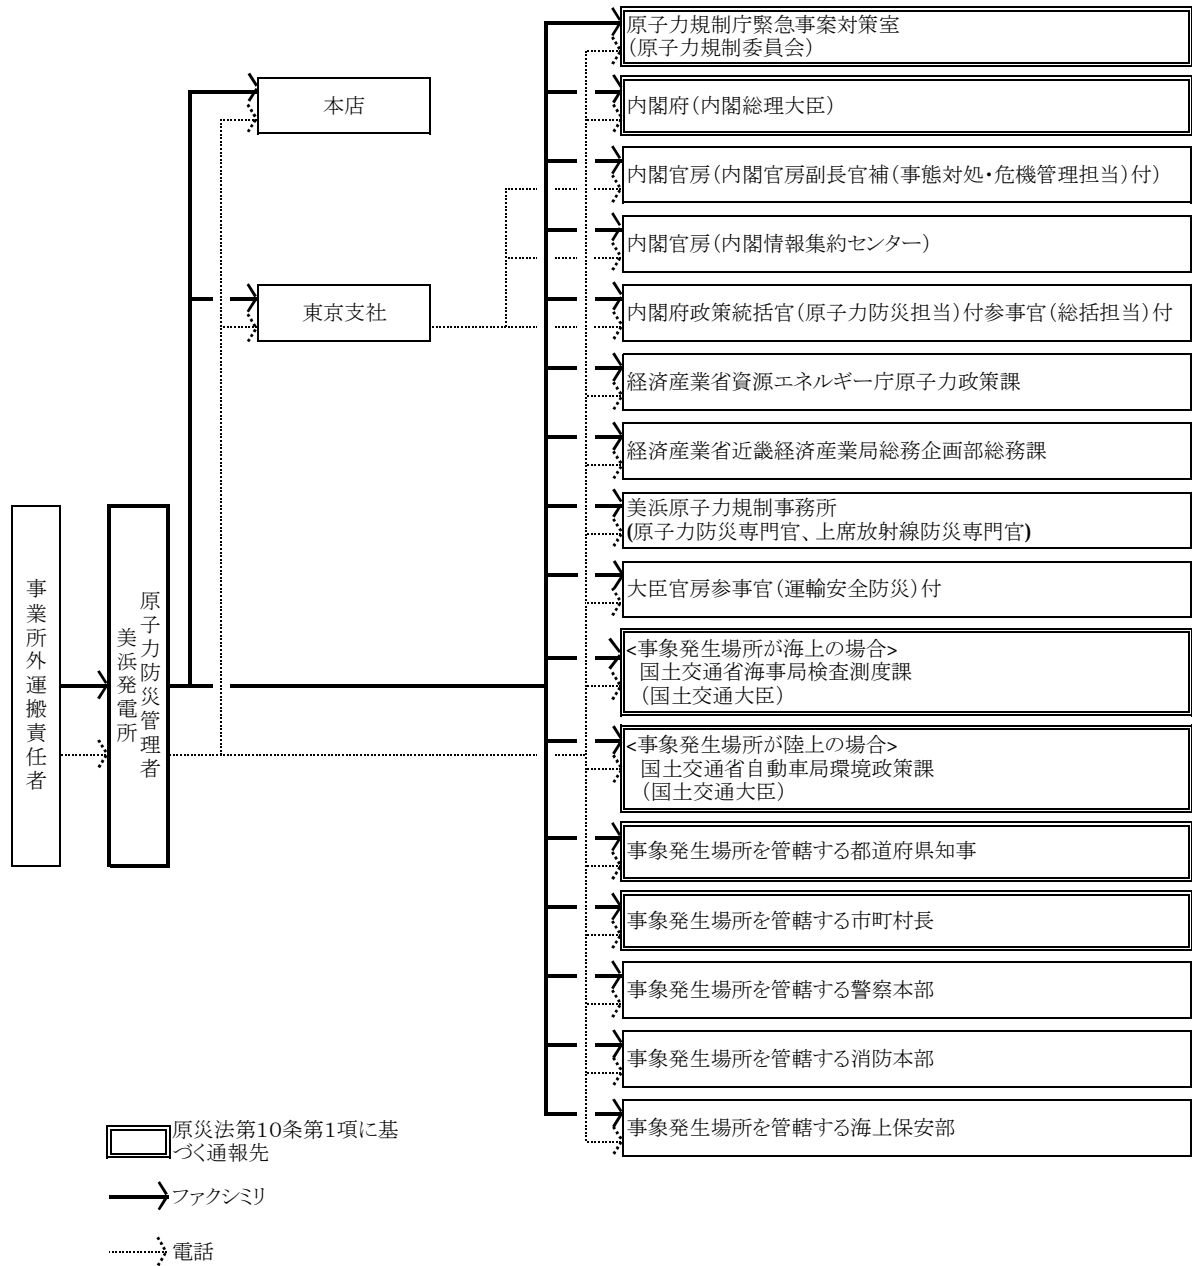 原子力規制庁緊急事案対策室
（原子力規制委員会）
本店
内閣府（内閣総理大臣）
内閣官房（内閣官房副長官補（事態対処・危機管理担当）付）
内閣官房（内閣情報集約センター）
東京支社
内閣府政策統括官（原子力防災担当）付参事官（総括担当）付
経済産業省資源エネルギー庁原子力政策課
経済産業省近畿経済産業局総務企画部総務課
美浜原子力規制事務所
(原子力防災専門官、上席放射線防災専門官)
大臣官房参事官（運輸安全防災）付
事業所外運搬責任者
原子力防災管理者
美浜発電所
<事象発生場所が海上の場合>
国土交通省海事局検査測度課
（国土交通大臣）
<事象発生場所が陸上の場合>
国土交通省自動車局環境政策課
（国土交通大臣）
事象発生場所を管轄する都道府県知事
事象発生場所を管轄する市町村長
事象発生場所を管轄する警察本部
事象発生場所を管轄する消防本部
事象発生場所を管轄する海上保安部
原災法第１０条第１項に基
づく通報先
ファクシミリ
電話